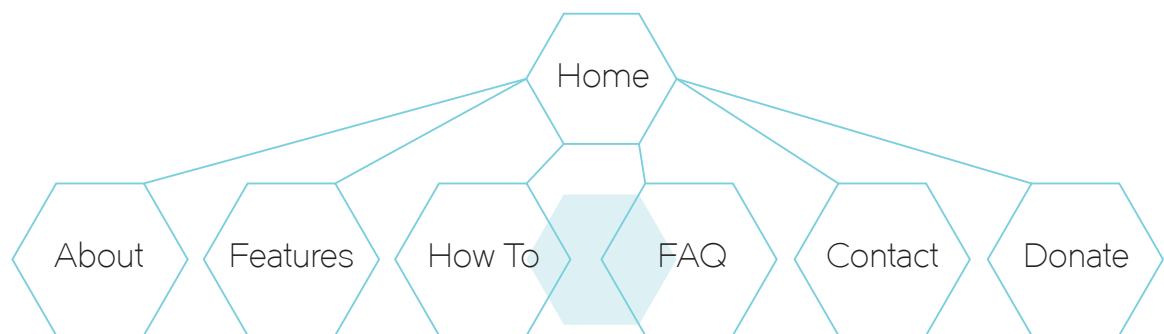 Home
About
Features
How To
FAQ
Contact
Donate